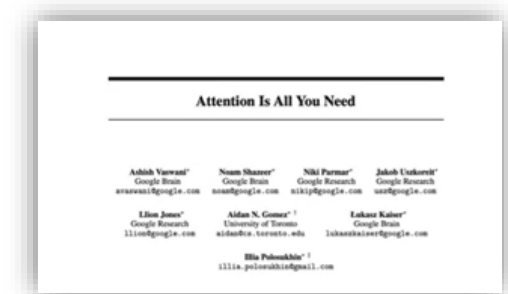 Attention Is All You Need
Ashish Vaswani* Noam Shazeer* Niki Parmar* Jakob Uszkoreit*
Google Brain Google Brain Google Research Google Research
avaswani@google.com noam@google.com nikip@google.com usz@google.com
Llion Jones* Aidan N. Gomez* † Łukasz Kaiser*
Google Research University of Toronto Google Brain
llion@google.com aidan@cs.toronto.edu lukaszkaiser@google.com
Illia Polosukhin* ‡
illia.polosukhin@gmail.com